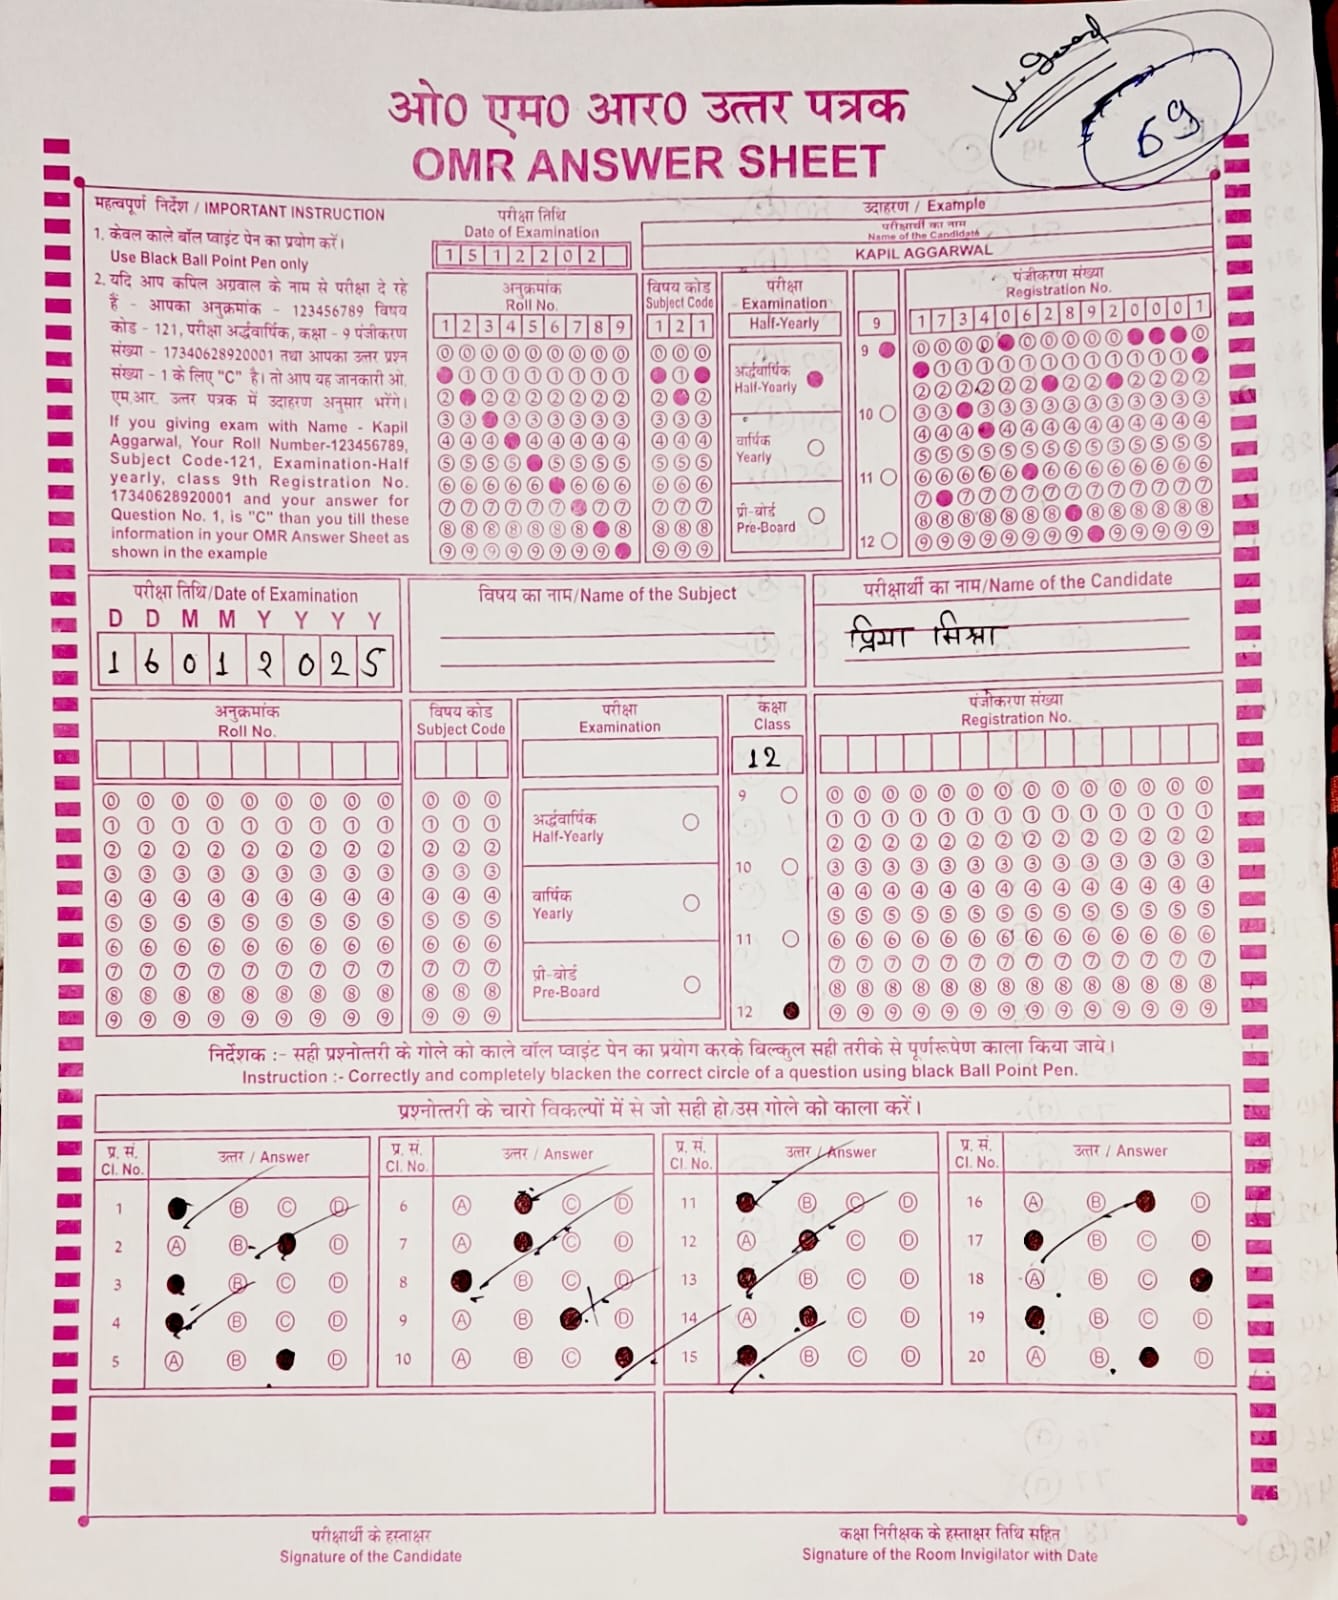 V. Good
69
ओ0 एम0 आर0 उत्तर पत्रक
OMR ANSWER SHEET
महत्वपूर्ण निर्देश / IMPORTANT INSTRUCTION
1. केवल काले बॉल प्वाइंट पेन का प्रयोग करें।
Use Black Ball Point Pen only
2. यदि आप कपिल अग्रवाल के नाम से परीक्षा दे रहे
हैं - आपका अनुक्रमांक - 123456789 विषय
कोड - 121, परीक्षा अर्द्धवार्षिक, कक्षा - 9 पंजीकरण
संख्या - 17340628920001 तथा आपका उत्तर प्रश्न
संख्या - 1 के लिए "C" है। तो आप यह जानकारी ओ.
एम.आर. उत्तर पत्रक में उदाहरण अनुसार भरेंगे।
If you giving exam with Name - Kapil
Aggarwal, Your Roll Number-123456789,
Subject Code-121, Examination-Half
yearly, class 9th Registration No.
17340628920001 and your answer for
Question No. 1, is "C" than you till these
information in your OMR Answer Sheet as
shown in the example
परीक्षा तिथि
Date of Examination
1 5 1 2 2 0 2
उदाहरण / Example
परीक्षार्थी का नाम
Name of the Candidate
KAPIL AGGARWAL
अनुक्रमांक
Roll No.
1 2 3 4 5 6 7 8 9
विषय कोड
Subject Code
1 2 1
परीक्षा
Examination
Half-Yearly
अर्द्धवार्षिक
Half-Yearly
वार्षिक
Yearly
प्री-बोर्ड
Pre-Board
9
9
10
11
12
पंजीकरण संख्या
Registration No.
1 7 3 4 0 6 2 8 9 2 0 0 0 1
परीक्षा तिथि/Date of Examination
D D M M Y Y Y Y
1 6 0 1 2 0 2 5
विषय का नाम/Name of the Subject
परीक्षार्थी का नाम/Name of the Candidate
प्रिया मिश्रा
अनुक्रमांक
Roll No.
विषय कोड
Subject Code
परीक्षा
Examination
अर्द्धवार्षिक
Half-Yearly
वार्षिक
Yearly
प्री-बोर्ड
Pre-Board
कक्षा
Class
12
9
10
11
12
पंजीकरण संख्या
Registration No.
निर्देशक :- सही प्रश्नोत्तरी के गोले को काले बॉल प्वाइंट पेन का प्रयोग करके बिल्कुल सही तरीके से पूर्णरूपेण काला किया जाये।
Instruction :- Correctly and completely blacken the correct circle of a question using black Ball Point Pen.
प्रश्नोत्तरी के चारो विकल्पों में से जो सही हो उस गोले को काला करें।
प्र. सं. उत्तर / Answer
Cl. No.
1 B C D
2 A B D
3 B C D
4 B C D
5 A B D
प्र. सं. उत्तर / Answer
Cl. No.
6 A C D
7 A C D
8 B C D
9 A B D
10 A B C
प्र. सं. उत्तर / Answer
Cl. No.
11 B C D
12 A C D
13 B C D
14 A C D
15 B C D
प्र. सं. उत्तर / Answer
Cl. No.
16 A B D
17 B C D
18 A B C
19 B C D
20 A B D
परीक्षार्थी के हस्ताक्षर
Signature of the Candidate
कक्षा निरीक्षक के हस्ताक्षर तिथि सहित
Signature of the Room Invigilator with Date